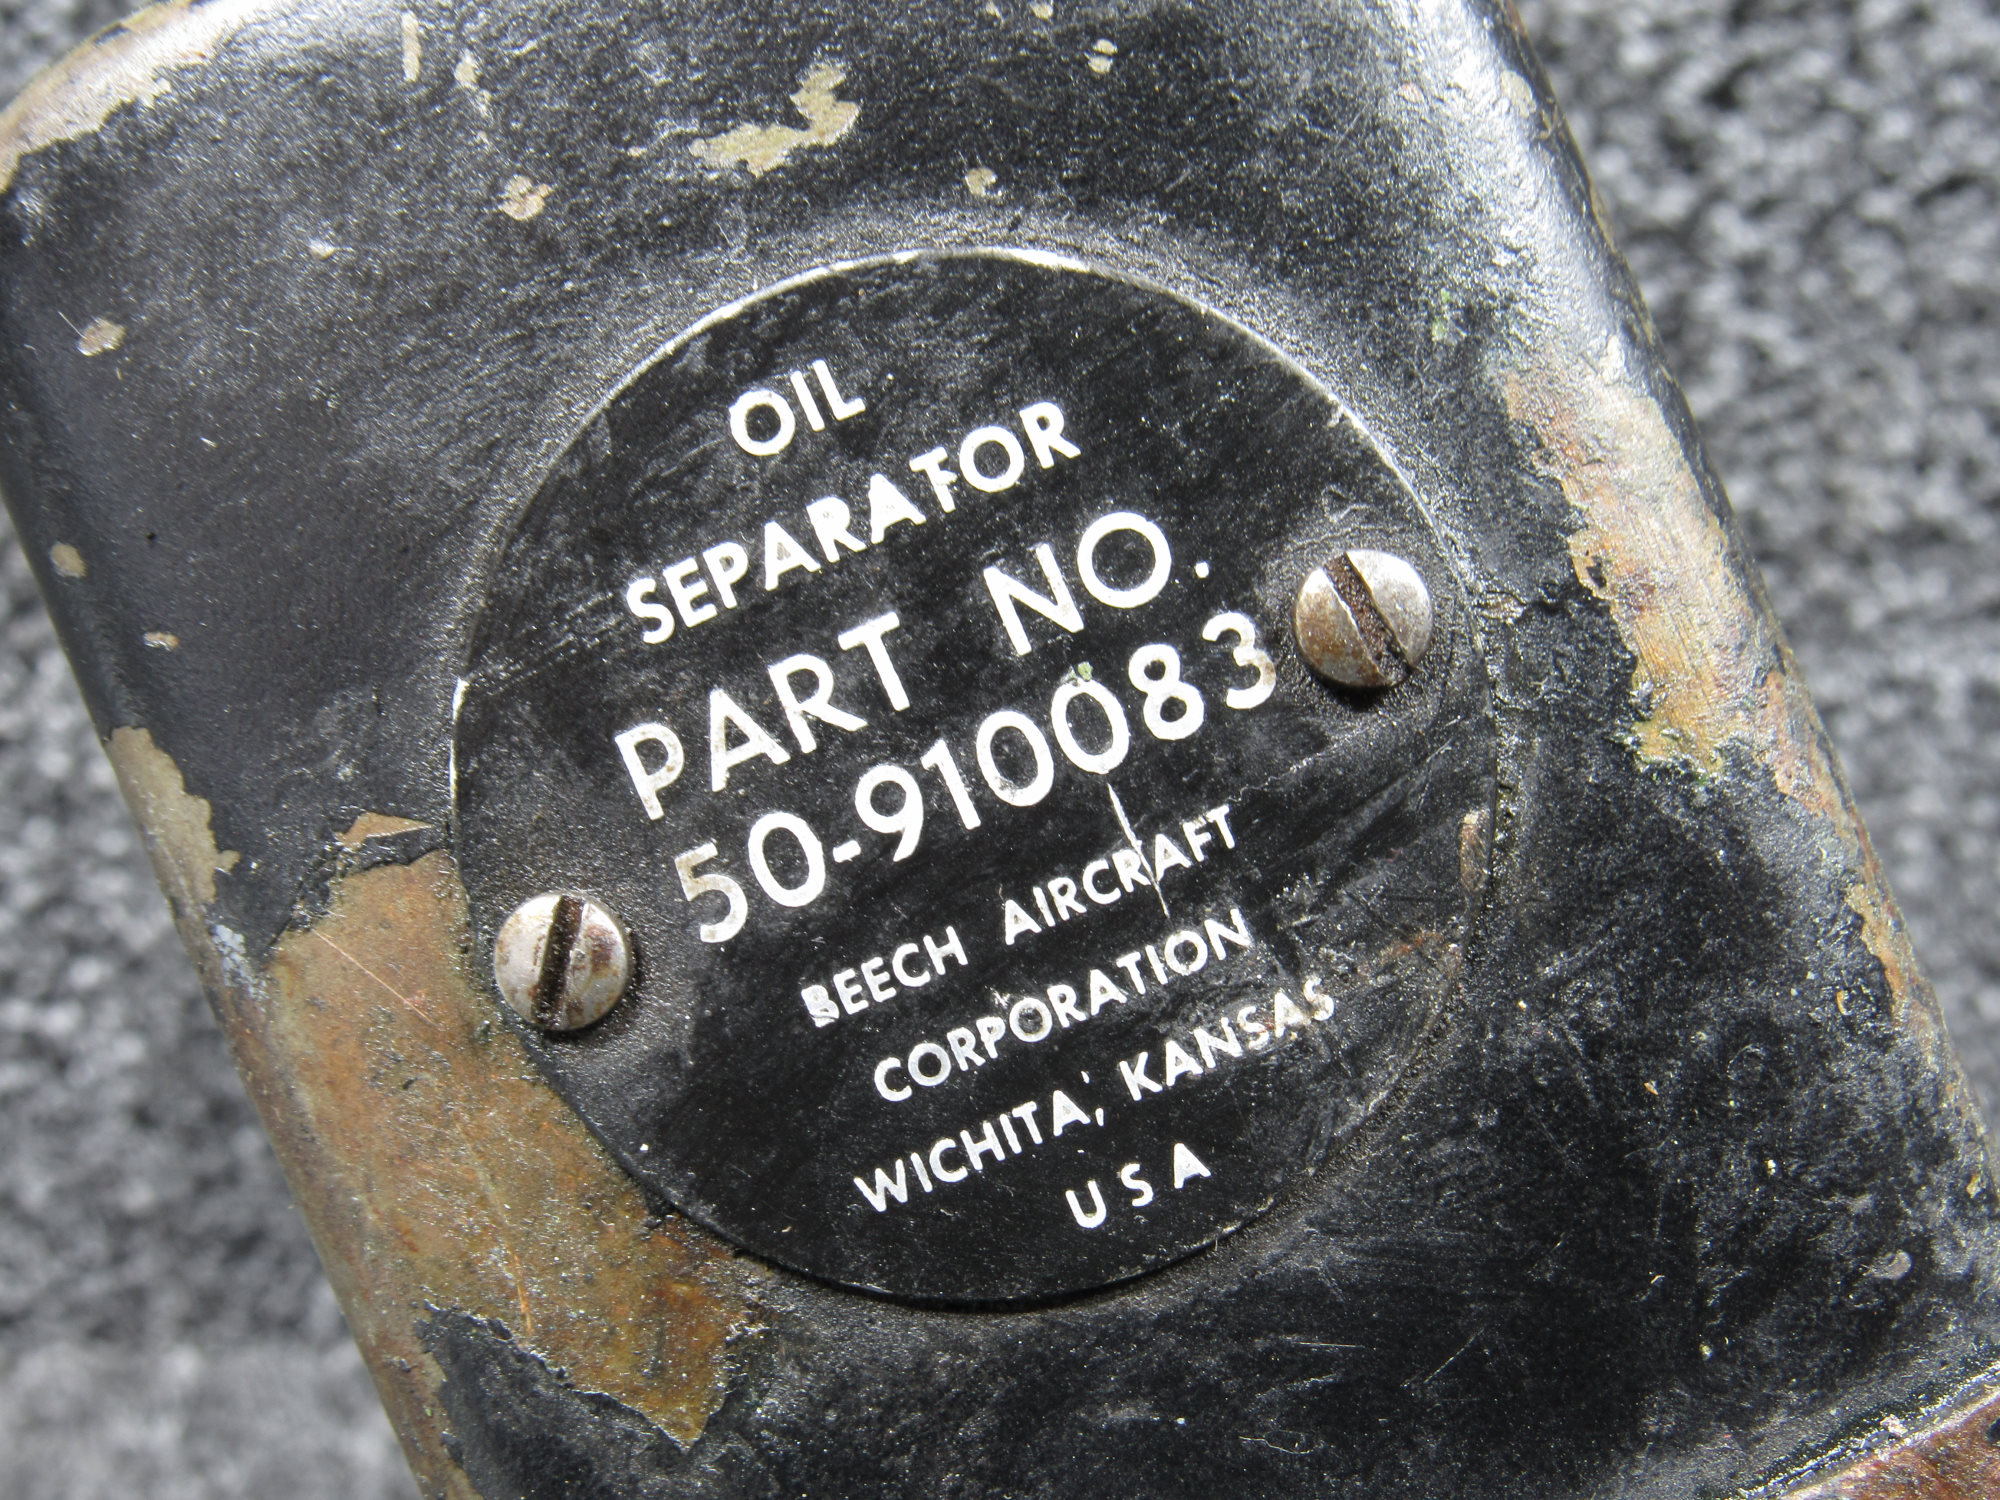 OIL
SEPARATOR
PART NO.
50-910083
BEECH AIRCRAFT
CORPORATION
WICHITA, KANSAS
USA